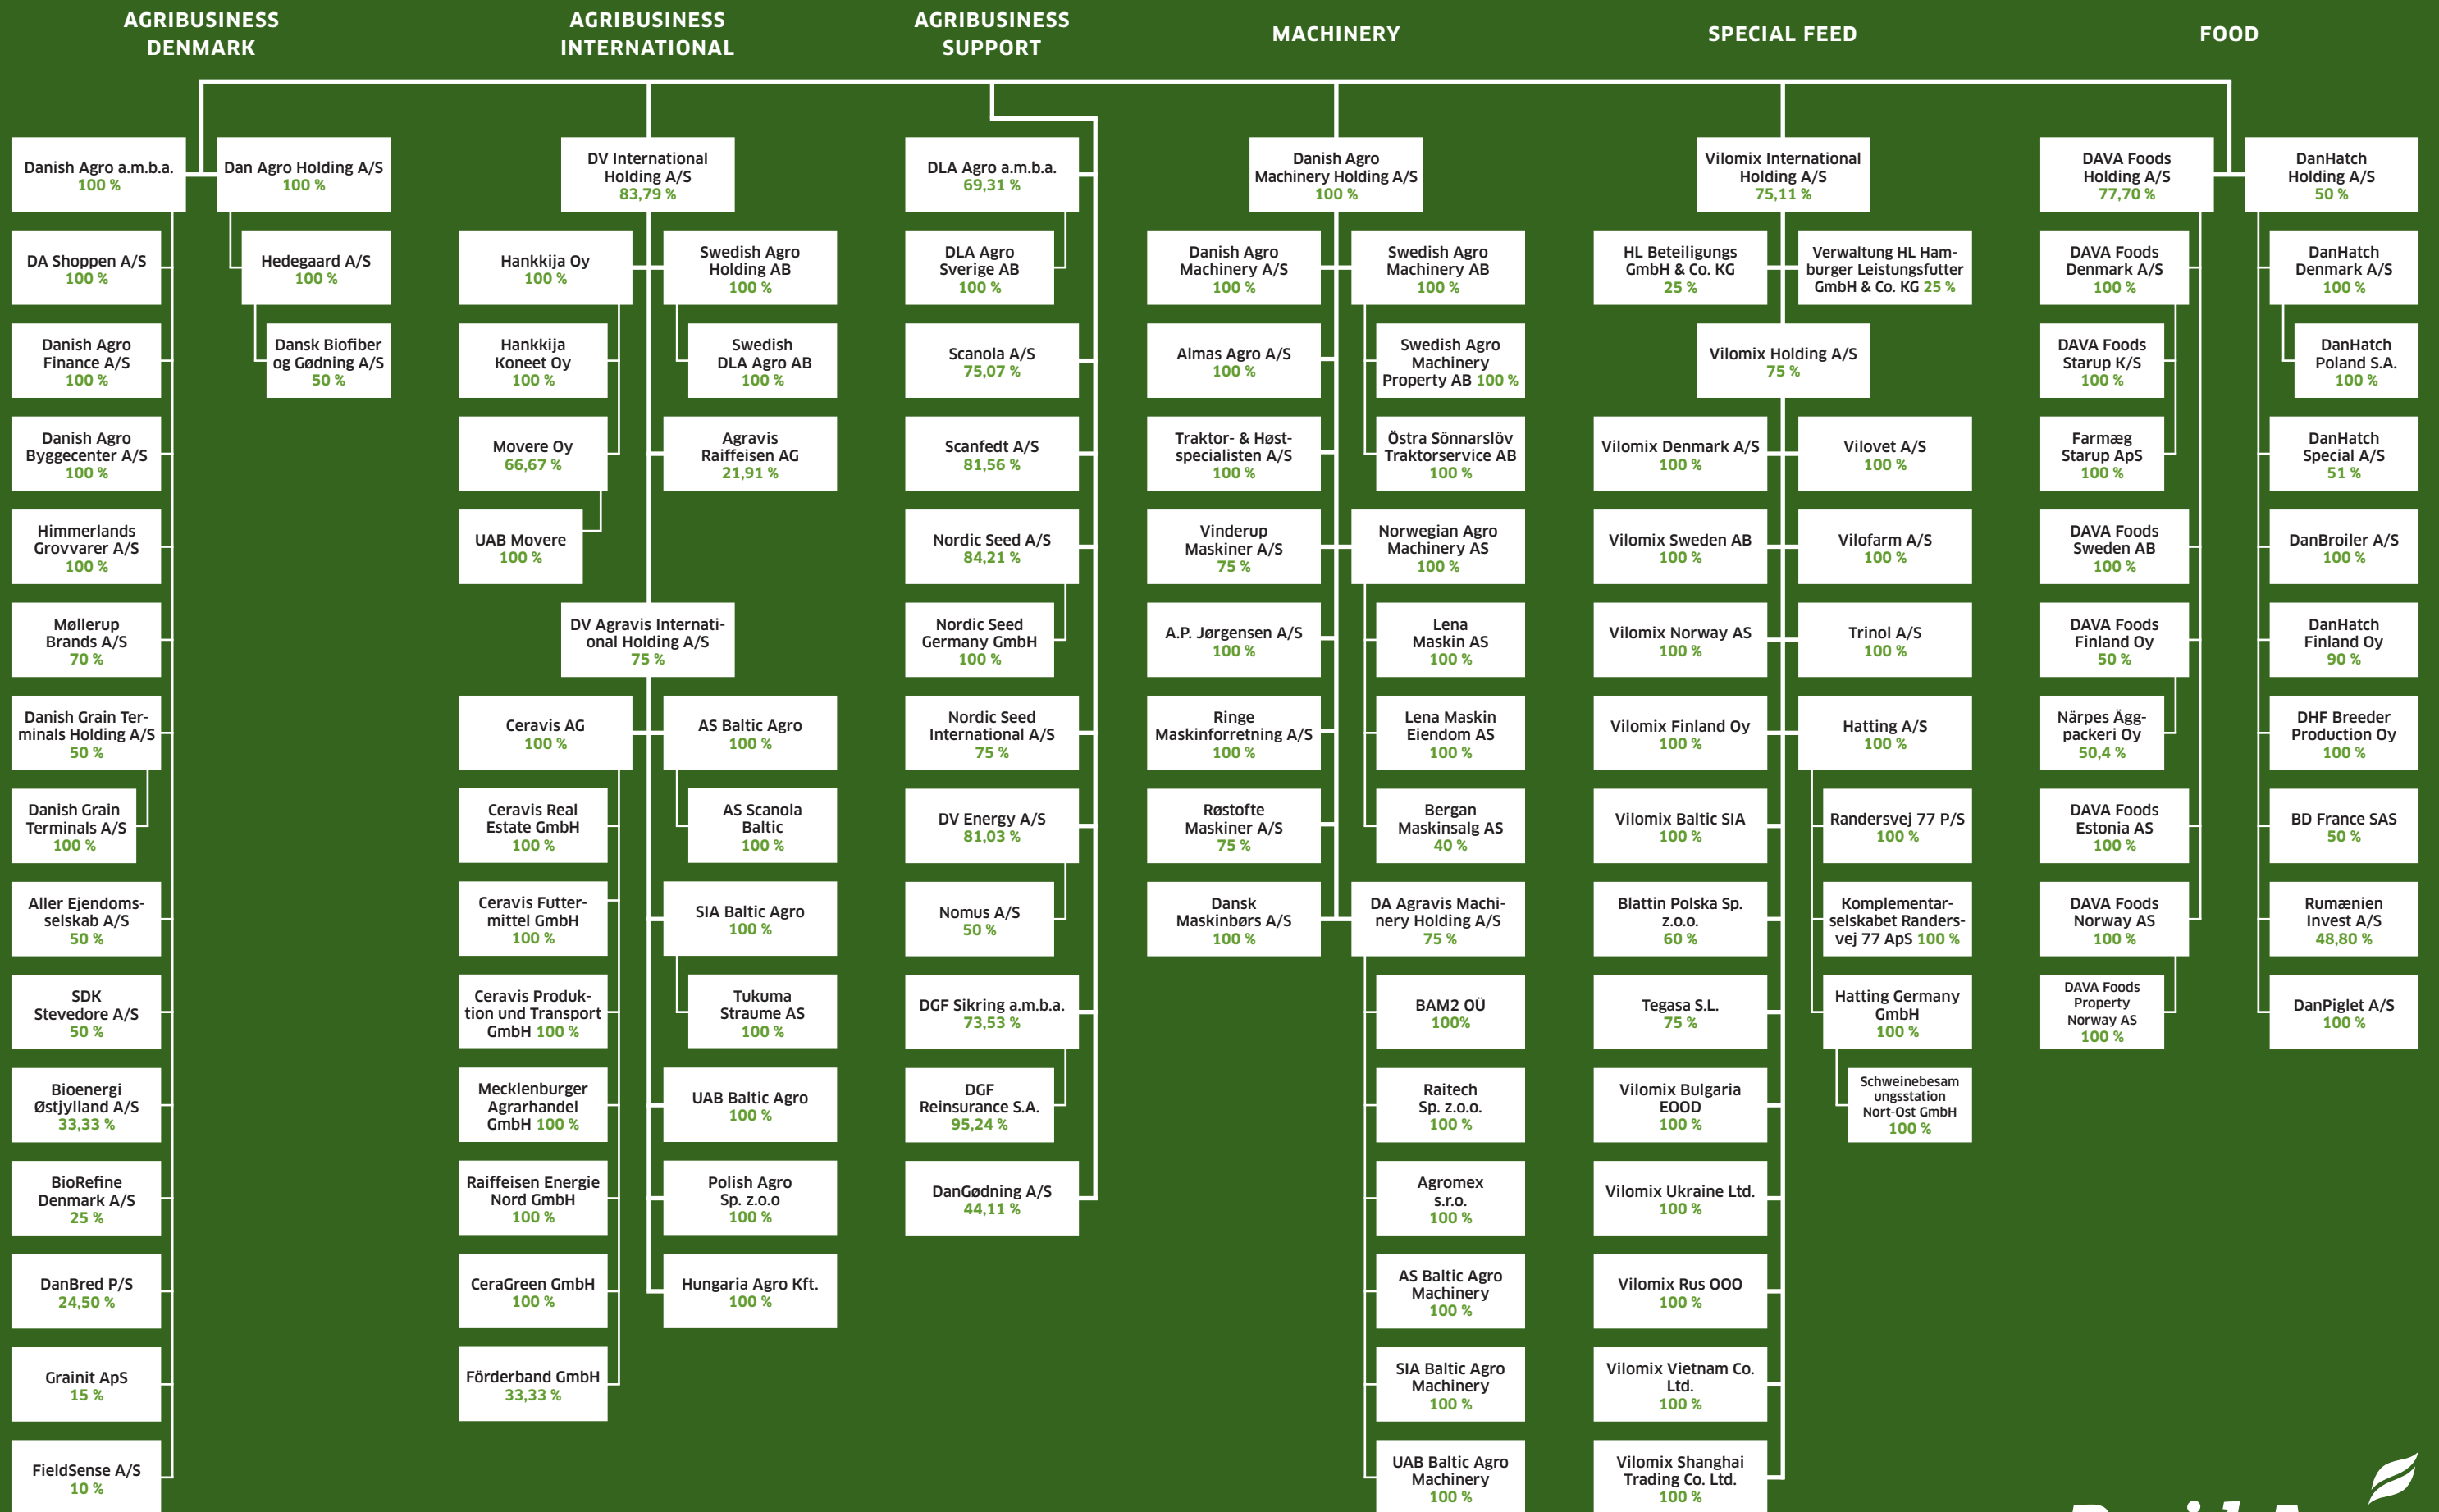 AGRIBUSINESS
DENMARK
Danish Agro a.m.b.a.
100 %
DA Shoppen A/S
100 %
Danish Agro
Finance A/S
100 %
Danish Agro
Byggecenter A/S
100 %
Himmerlands
Grovvarer A/S
100 %
Møllerup
Brands A/S
70 %
Danish Grain Ter-
minals Holding A/S
50 %
Danish Grain
Terminals A/S
100 %
Aller Ejendoms-
selskab A/S
50 %
SDK
Stevedore A/S
50 %
Bioenergi
Østjylland A/S
33,33 %
BioRefine
Denmark A/S
25 %
DanBred P/S
24,50 %
Grainit ApS
15 %
FieldSense A/S
10 %
Dan Agro Holding A/S
100 %
Hedegaard A/S
100 %
Dansk Biofiber
og Gødning A/S
50 %
AGRIBUSINESS
INTERNATIONAL
DV International
Holding A/S
83,79 %
Hankkija Oy
100 %
Hankkija
Koneet Oy
100 %
Movere Oy
66,67 %
UAB Movere
100 %
Swedish Agro
Holding AB
100 %
Swedish
DLA Agro AB
100 %
Agravis
Raiffeisen AG
21,91 %
DV Agravis Internati-
onal Holding A/S
75 %
Ceravis AG
100 %
Ceravis Real
Estate GmbH
100 %
Ceravis Futter-
mittel GmbH
100 %
Ceravis Produk-
tion und Transport
GmbH 100 %
Mecklenburger
Agrarhandel
GmbH 100 %
Raiffeisen Energie
Nord GmbH
100 %
CeraGreen GmbH
100 %
Förderband GmbH
33,33 %
AS Baltic Agro
100 %
AS Scanola
Baltic
100 %
SIA Baltic Agro
100 %
Tukuma
Straume AS
100 %
UAB Baltic Agro
100 %
Polish Agro
Sp. z.o.o
100 %
Hungaria Agro Kft.
100 %
AGRIBUSINESS
SUPPORT
DLA Agro a.m.b.a.
69,31 %
DLA Agro
Sverige AB
100 %
Scanola A/S
75,07 %
Scanfedt A/S
81,56 %
Nordic Seed A/S
84,21 %
Nordic Seed
Germany GmbH
100 %
Nordic Seed
International A/S
75 %
DV Energy A/S
81,03 %
Nomus A/S
50 %
DGF Sikring a.m.b.a.
73,53 %
DGF
Reinsurance S.A.
95,24 %
DanGødning A/S
44,11 %
MACHINERY
Danish Agro
Machinery Holding A/S
100 %
Danish Agro
Machinery A/S
100 %
Almas Agro A/S
100 %
Traktor- & Høst-
specialisten A/S
100 %
Vinderup
Maskiner A/S
75 %
A.P. Jørgensen A/S
100 %
Ringe
Maskinforretning A/S
100 %
Røstofte
Maskiner A/S
75 %
Dansk
Maskinbørs A/S
100 %
Swedish Agro
Machinery AB
100 %
Swedish Agro
Machinery
Property AB 100 %
Östra Sönnarslöv
Traktorservice AB
100 %
Norwegian Agro
Machinery AS
100 %
Lena
Maskin AS
100 %
Lena Maskin
Eiendom AS
100 %
Bergan
Maskinsalg AS
40 %
DA Agravis Machi-
nery Holding A/S
75 %
BAM2 OÜ
100%
Raitech
Sp. z.o.o.
100 %
Agromex
s.r.o.
100 %
AS Baltic Agro
Machinery
100 %
SIA Baltic Agro
Machinery
100 %
UAB Baltic Agro
Machinery
100 %
SPECIAL FEED
Vilomix International
Holding A/S
75,11 %
HL Beteiligungs
GmbH & Co. KG
25 %
Verwaltung HL Ham-
burger Leistungsfutter
GmbH & Co. KG 25 %
Vilomix Holding A/S
75 %
Vilomix Denmark A/S
100 %
Vilomix Sweden AB
100 %
Vilomix Norway AS
100 %
Vilomix Finland Oy
100 %
Vilomix Baltic SIA
100 %
Blattin Polska Sp.
z.o.o.
60 %
Tegasa S.L.
75 %
Vilomix Bulgaria
EOOD
100 %
Vilomix Ukraine Ltd.
100 %
Vilomix Rus OOO
100 %
Vilomix Vietnam Co.
Ltd.
100 %
Vilomix Shanghai
Trading Co. Ltd.
100 %
Vilovet A/S
100 %
Vilofarm A/S
100 %
Trinol A/S
100 %
Hatting A/S
100 %
Randersvej 77 P/S
100 %
Komplementar-
selskabet Randers-
vej 77 ApS 100 %
Hatting Germany
GmbH
100 %
Schweinebesam
ungsstation
Nort-Ost GmbH
100 %
FOOD
DAVA Foods
Holding A/S
77,70 %
DAVA Foods
Denmark A/S
100 %
DAVA Foods
Starup K/S
100 %
Farmæg
Starup ApS
100 %
DAVA Foods
Sweden AB
100 %
DAVA Foods
Finland Oy
50 %
Närpes Ägg-
packeri Oy
50,4 %
DAVA Foods
Estonia AS
100 %
DAVA Foods
Norway AS
100 %
DAVA Foods
Property
Norway AS
100 %
DanHatch
Holding A/S
50 %
DanHatch
Denmark A/S
100 %
DanHatch
Poland S.A.
100 %
DanHatch
Special A/S
51 %
DanBroiler A/S
100 %
DanHatch
Finland Oy
90 %
DHF Breeder
Production Oy
100 %
BD France SAS
50 %
Rumænien
Invest A/S
48,80 %
DanPiglet A/S
100 %